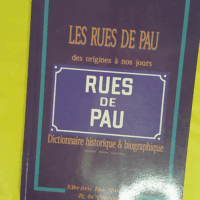 LES RUES DE PAU
des origines à nos jours
RUES
DE
PAU
Dictionnaire historique & biographique